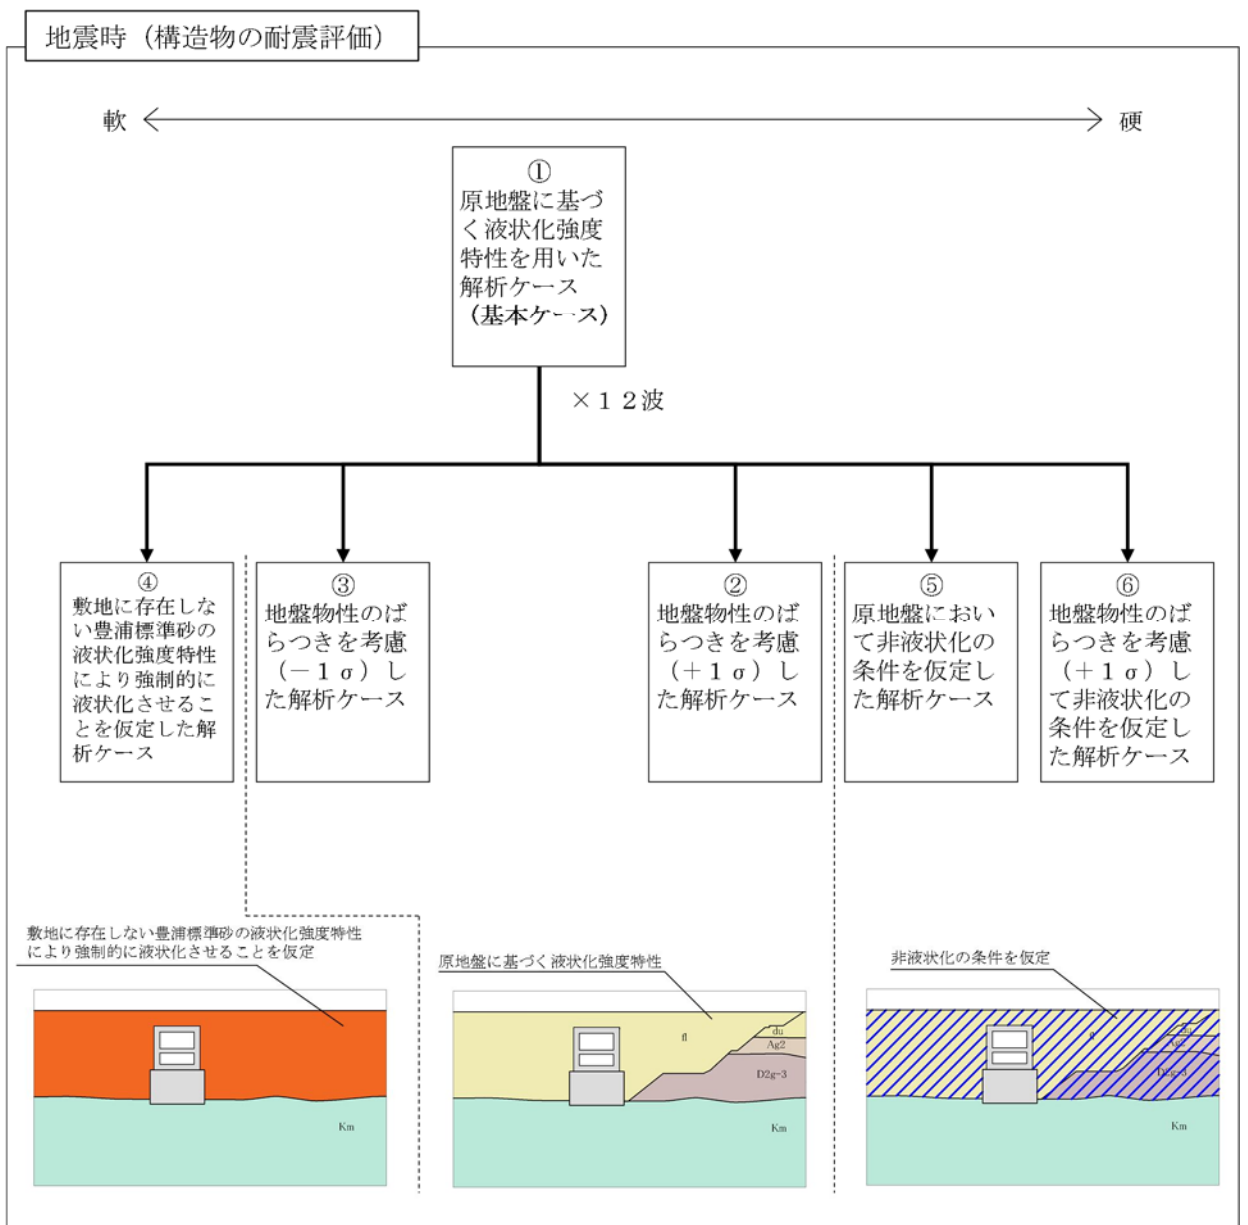 地震時（構造物の耐震評価）
軟
硬
①
原地盤に基づ
く液状化強度
特性を用いた
解析ケース
（基本ケース）
×１２波
④
敷地に存在しな
い豊浦標準砂の
液状化強度特性
により強制的に
液状化させるこ
とを仮定した解
析ケース
③
地盤物性のば
らつきを考慮
（－１σ）し
た解析ケース
②
地盤物性のば
らつきを考慮
（＋１σ）し
た解析ケース
⑤
原地盤におい
て非液状化の
条件を仮定し
た解析ケース
⑥
地盤物性のば
らつきを考慮
（＋１σ）し
て非液状化の
条件を仮定し
た解析ケース
敷地に存在しない豊浦標準砂の液状化強度特性
により強制的に液状化させることを仮定
Km
原地盤に基づく液状化強度特性
fl
du
Ag2
D2g-3
Km
非液状化の条件を仮定
fl
du
Ag2
D2g-3
Km